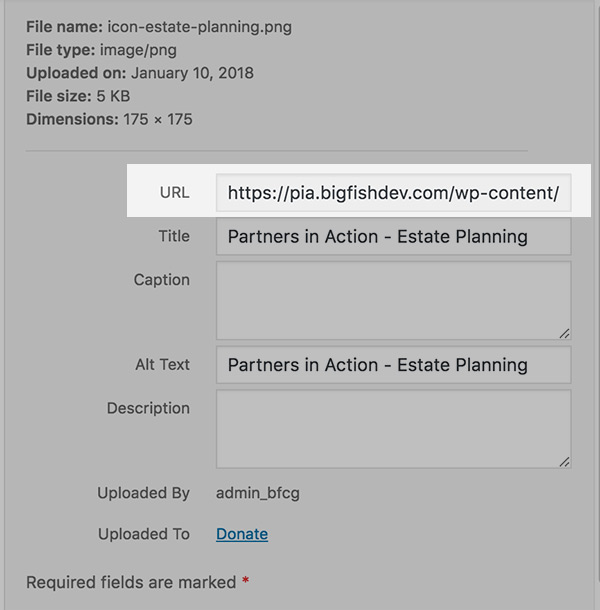 File name: icon-estate-planning.png
File type: image/png
Uploaded on: January 10, 2018
File size: 5 KB
Dimensions: 175 × 175
URL https://pia.bigfishdev.com/wp-content/
Title Partners in Action - Estate Planning
Caption
Alt Text Partners in Action - Estate Planning
Description
Uploaded By admin_bfcg
Uploaded To Donate
Required fields are marked *